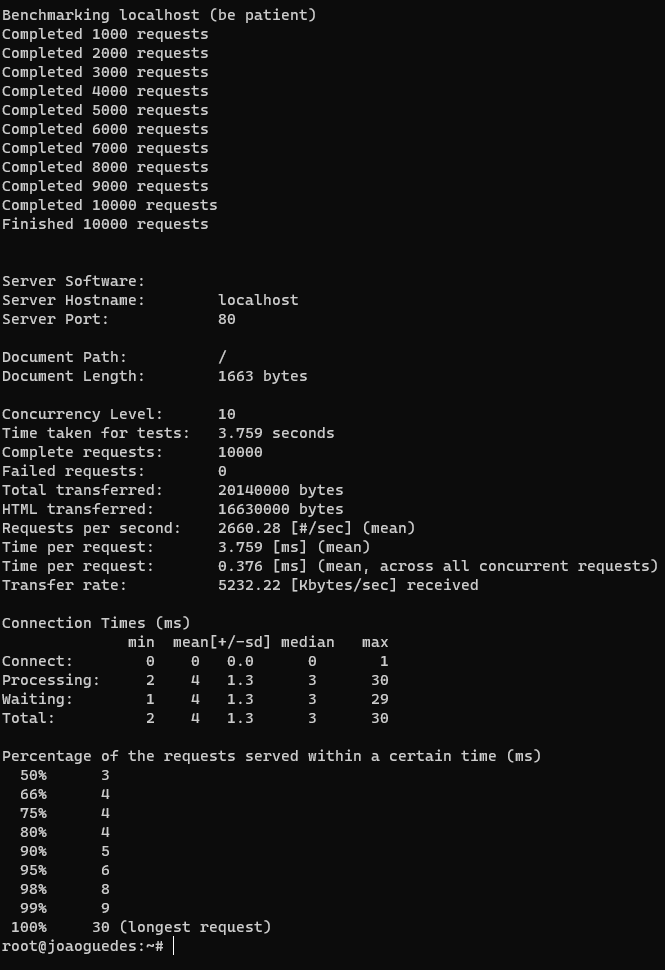 Benchmarking localhost (be patient)
Completed 1000 requests
Completed 2000 requests
Completed 3000 requests
Completed 4000 requests
Completed 5000 requests
Completed 6000 requests
Completed 7000 requests
Completed 8000 requests
Completed 9000 requests
Completed 10000 requests
Finished 10000 requests


Server Software:
Server Hostname:        localhost
Server Port:            80

Document Path:          /
Document Length:        1663 bytes

Concurrency Level:      10
Time taken for tests:   3.759 seconds
Complete requests:      10000
Failed requests:        0
Total transferred:      20140000 bytes
HTML transferred:       16630000 bytes
Requests per second:    2660.28 [#/sec] (mean)
Time per request:       3.759 [ms] (mean)
Time per request:       0.376 [ms] (mean, across all concurrent requests)
Transfer rate:          5232.22 [Kbytes/sec] received

Connection Times (ms)
              min  mean[+/-sd] median   max
Connect:        0    0   0.0      0       1
Processing:     2    4   1.3      3      30
Waiting:        1    4   1.3      3      29
Total:          2    4   1.3      3      30

Percentage of the requests served within a certain time (ms)
  50%      3
  66%      4
  75%      4
  80%      4
  90%      5
  95%      6
  98%      8
  99%      9
 100%     30 (longest request)
root@joaoguedes:~#